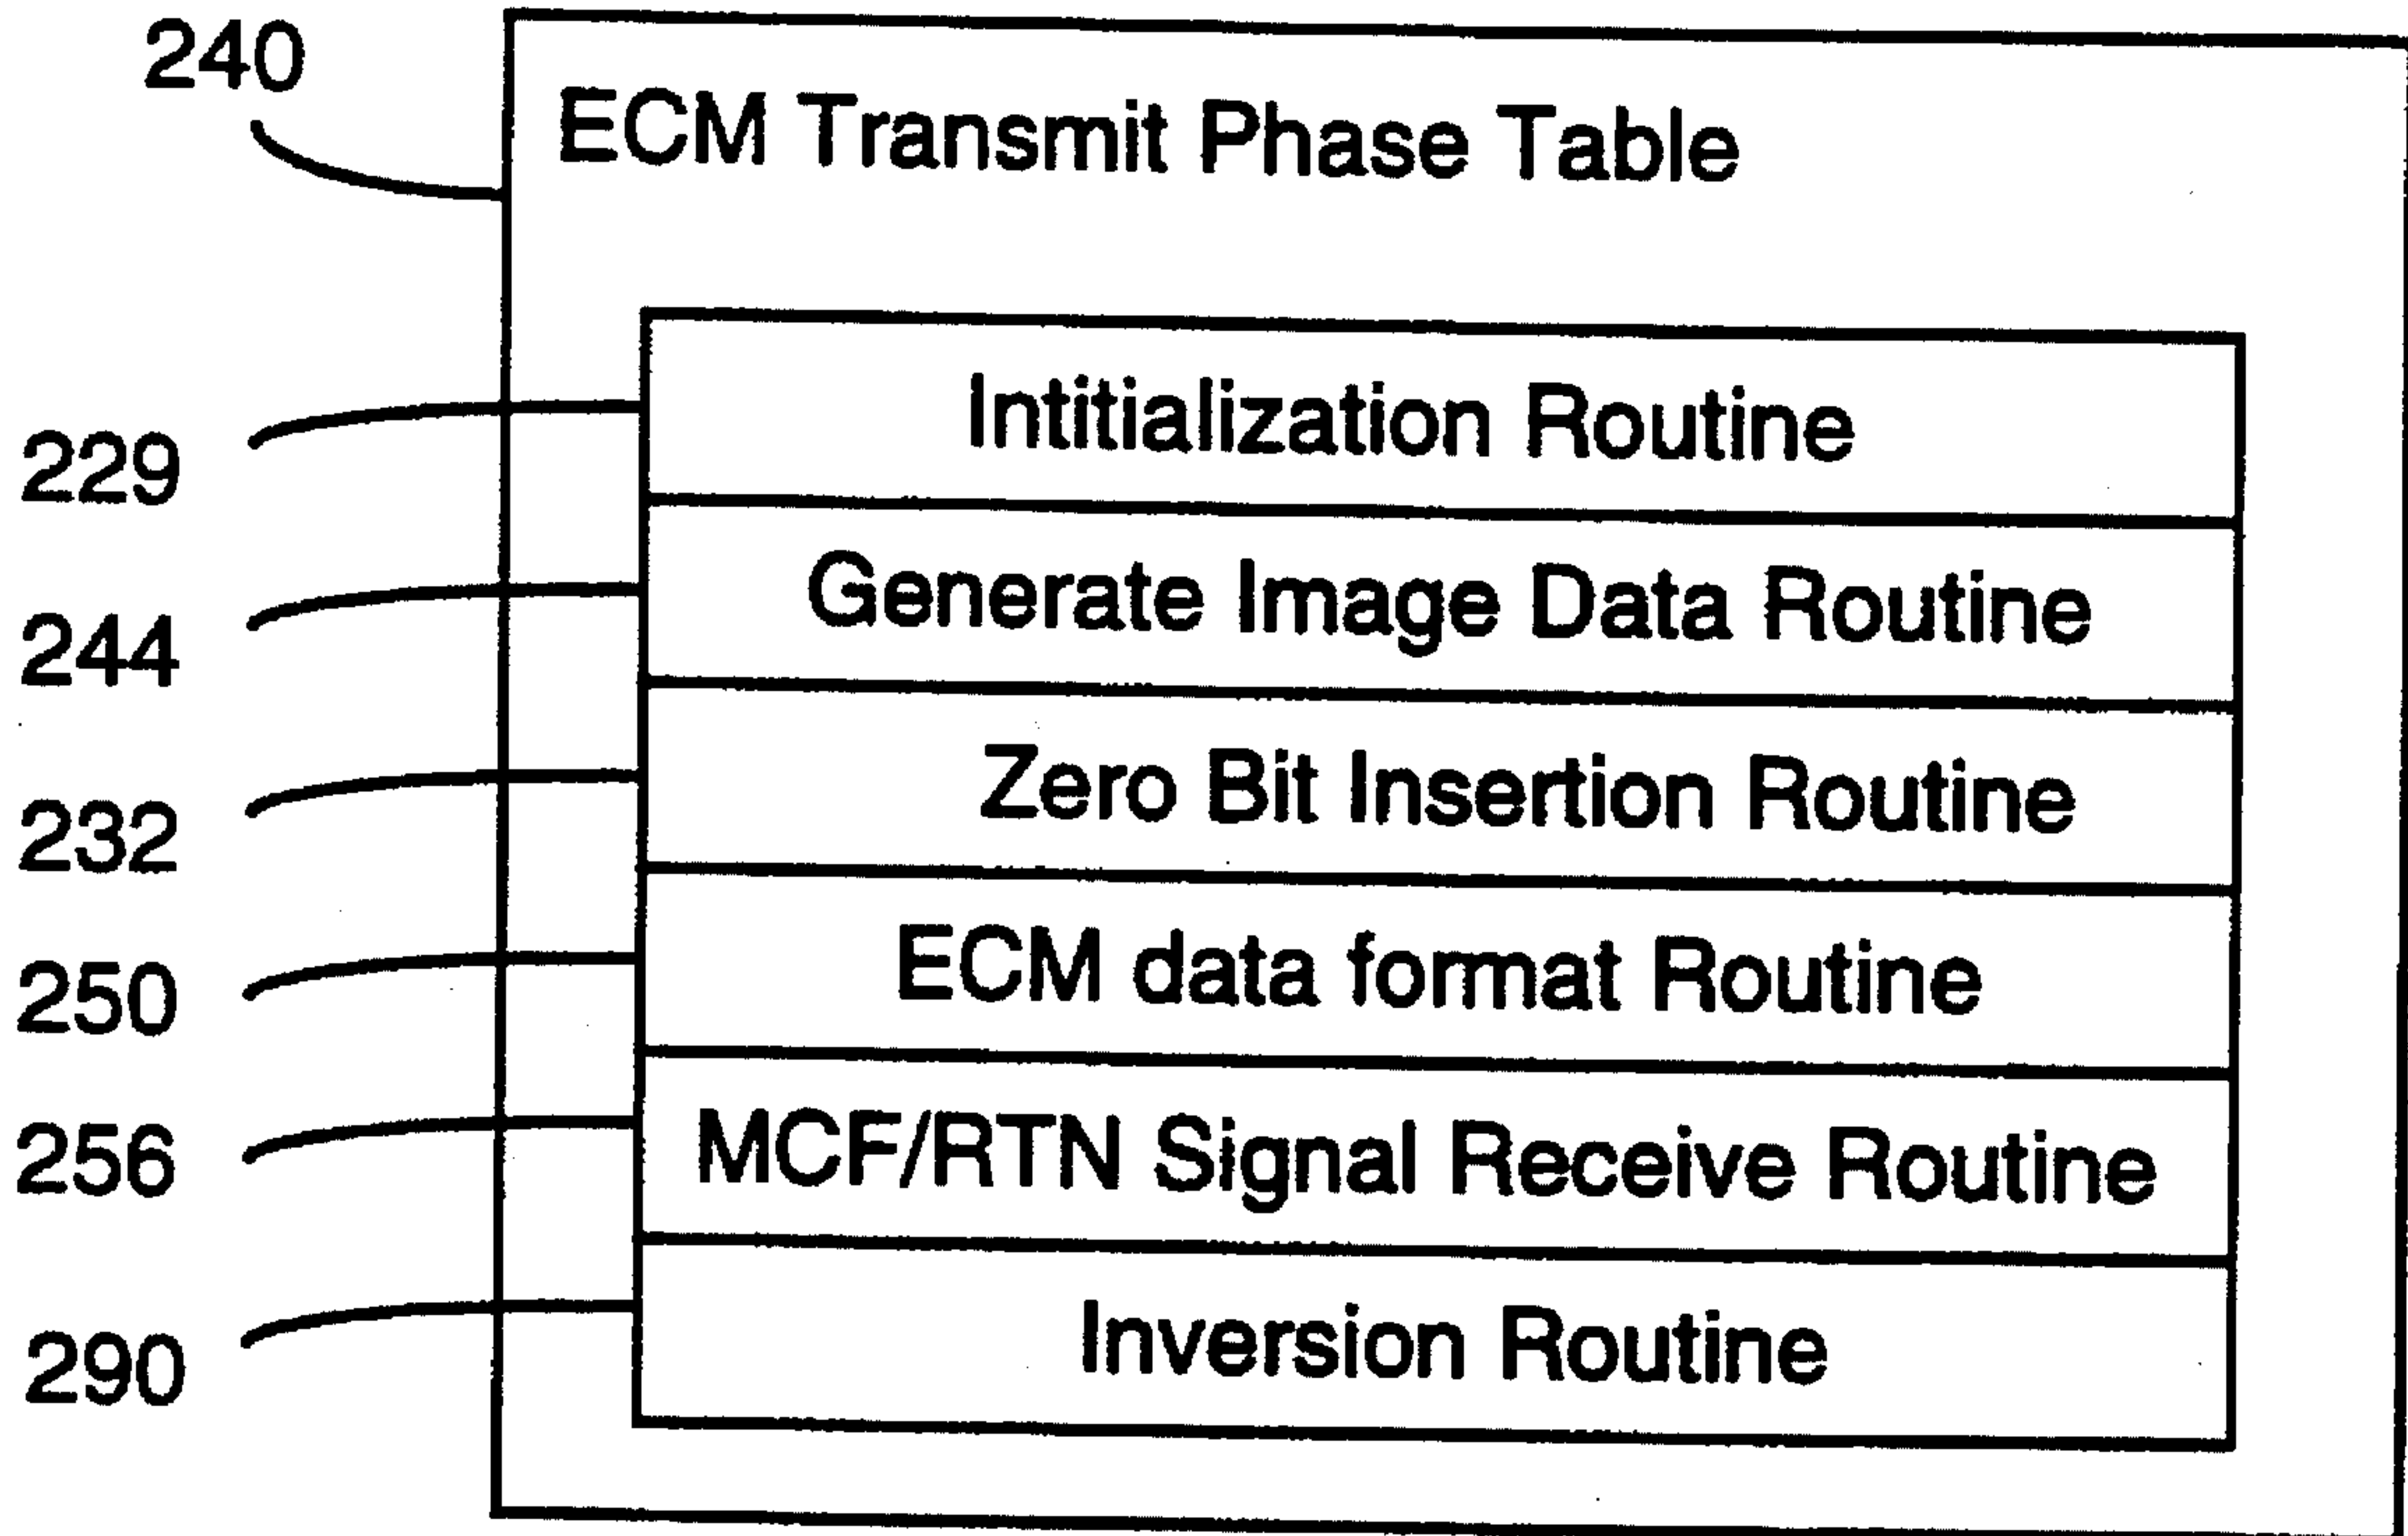 240
ECM Transmit Phase Table
229
Intitialization Routine
244
Generate Image Data Routine
232
Zero Bit Insertion Routine
250
ECM data format Routine
256
MCF/RTN Signal Receive Routine
290
Inversion Routine